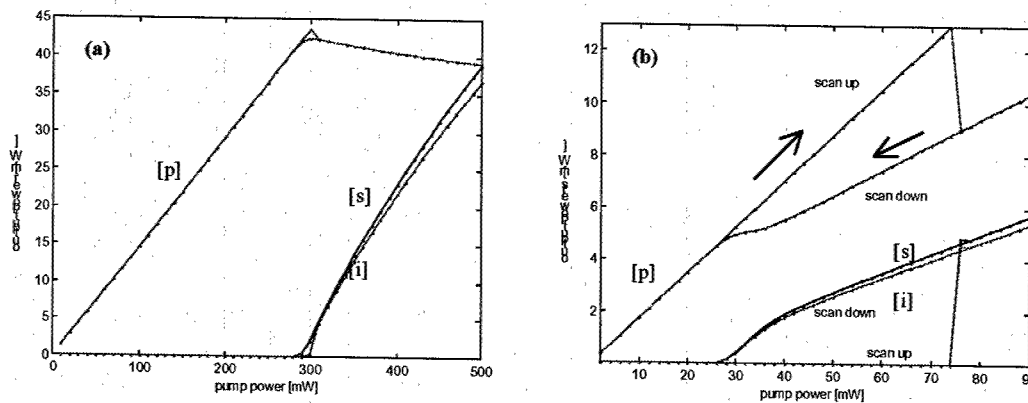 45
40
35
30
25
20
15
10
5
0
(a)
[p]
[s]
[i]
0 100 200 300 400 500
pump power [mW]
12
10
8
6
4
2
(b)
scan up
scan down
[p]
[s]
[i]
scan down
scan up
10 20 30 40 50 60 70 80 90
pump power [mW]